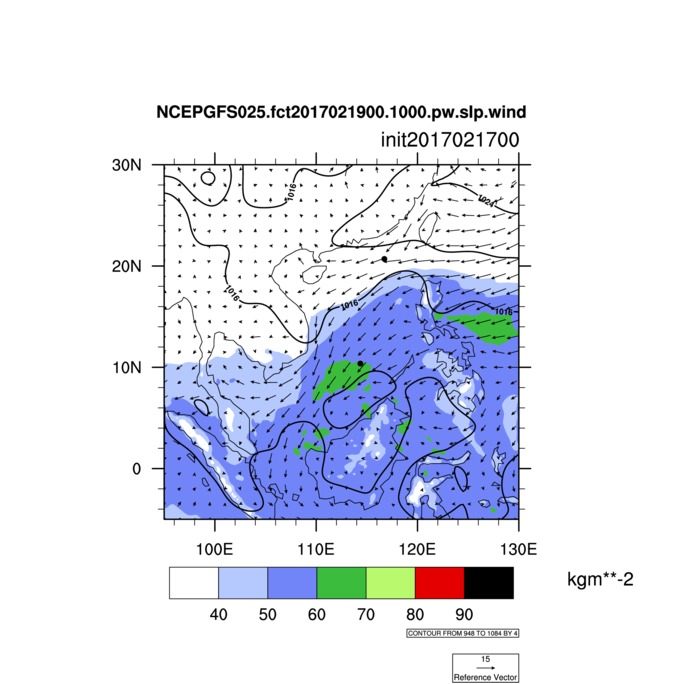 NCEPGFS025.fct2017021900.1000.pw.slp.wind
init2017021700
30N
20N
10N
0
1016
1024
1016
1016
1016
100E 110E 120E 130E
kgm**-2
40 50 60 70 80 90
CONTOUR FROM 948 TO 1084 BY 4
15
Reference Vector